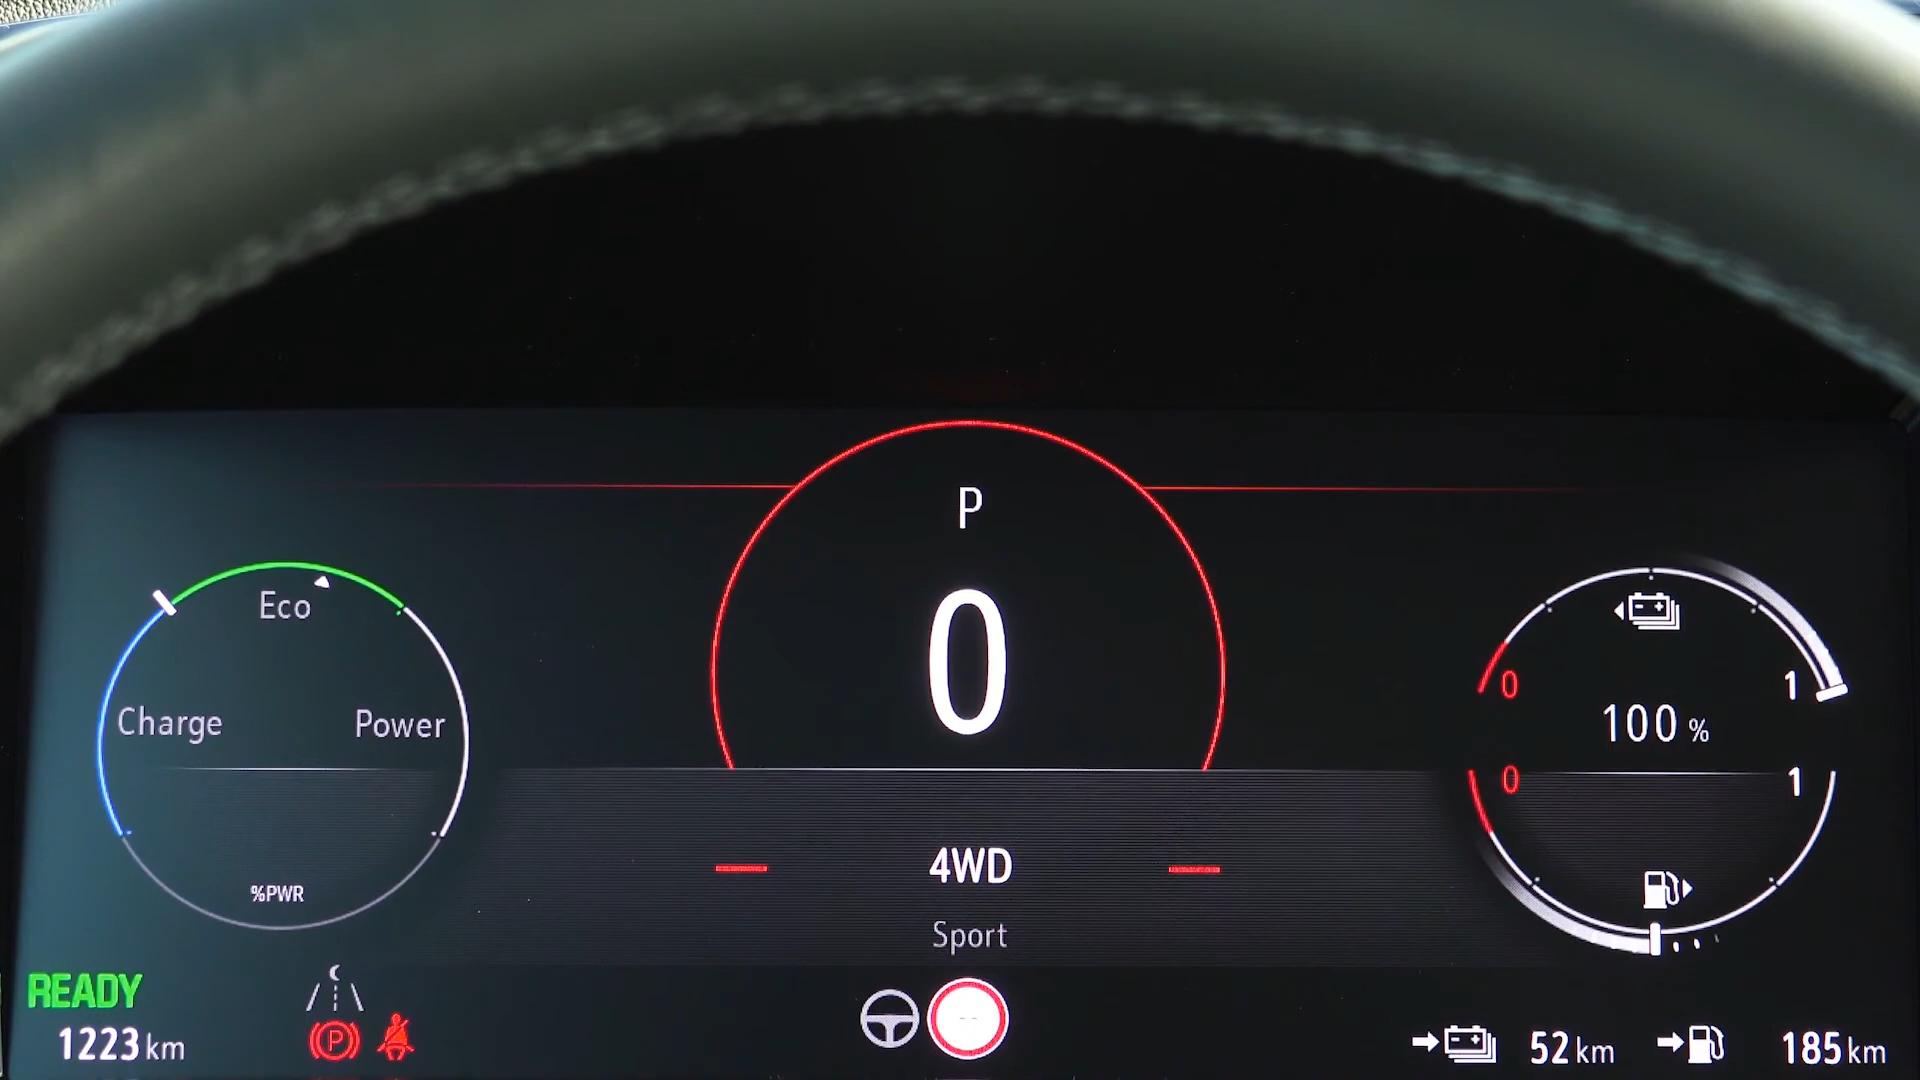 P
0
Eco
Charge
Power
%PWR
0 1
100 %
0 1
4WD
Sport
READY
1223 km
P
--
52 km
185 km